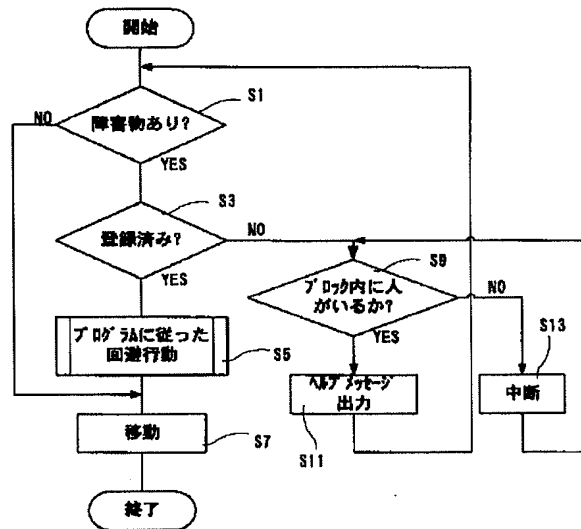 開始
S1
NO
障害物あり?
YES
S3
登録済み?
NO
YES
S9
ブロック内に人
がいるか?
NO
YES
プログラムに従った
回避行動
S5
ヘルプメッセージ
出力
S11
S13
中断
移動
S7
終了